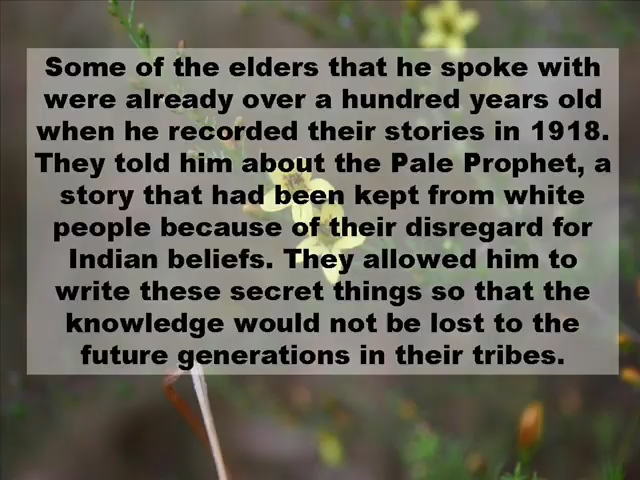 Some of the elders that he spoke with
were already over a hundred years old
when he recorded their stories in 1918.
They told him about the Pale Prophet, a
story that had been kept from white
people because of their disregard for
Indian beliefs. They allowed him to
write these secret things so that the
knowledge would not be lost to the
future generations in their tribes.